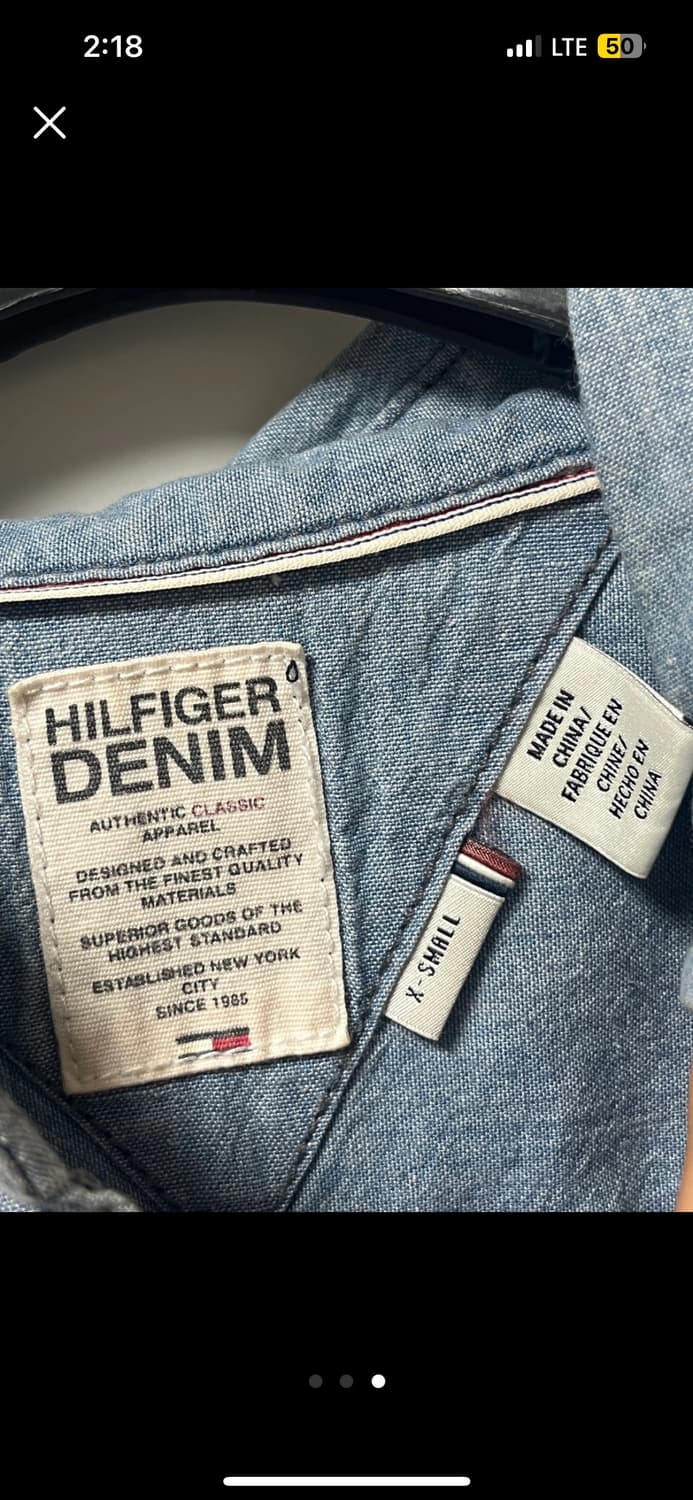 2:18
LTE 50
HILFIGER
DENIM
AUTHENTIC CLASSIC
APPAREL
DESIGNED AND CRAFTED
FROM THE FINEST QUALITY
MATERIALS
SUPERIOR GOODS OF THE
HIGHEST STANDARD
ESTABLISHED NEW YORK
CITY
SINCE 1985
X-SMALL
MADE IN
CHINA/
FABRIQUE EN
CHINE/
HECHO EN
CHINA